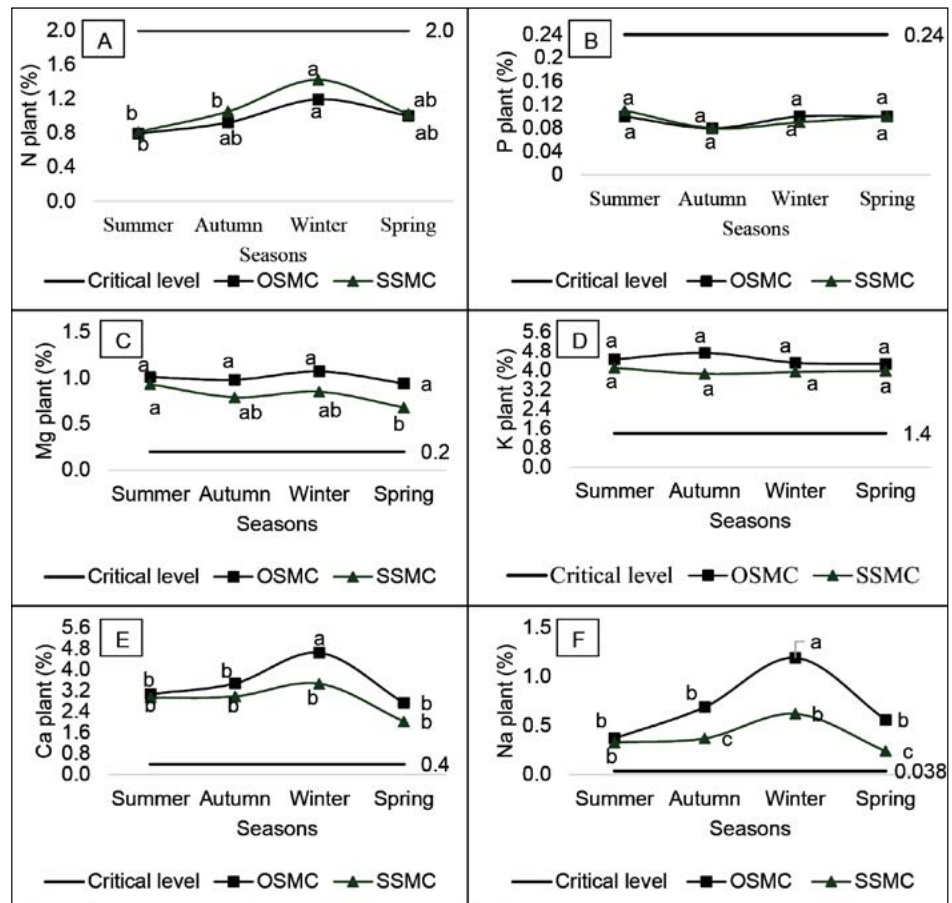 A
N plant (%)
2.0
1.6
1.2
0.8
0.4
0.0
2.0
b b a ab
b ab a ab
Summer Autumn Winter Spring
Seasons
Critical level OSMC SSMC
B
P plant (%)
0.24
0.2
0.16
0.12
0.08
0.04
0
0.24
a a a a
a a a a
Summer Autumn Winter Spring
Seasons
Critical level OSMC SSMC
C
Mg plant (%)
1.5
1.0
0.5
0.0
a a a a
a ab ab b
0.2
Summer Autumn Winter Spring
Seasons
Critical level OSMC SSMC
D
K plant (%)
5.6
4.8
4.0
3.2
2.4
1.6
0.8
0.0
a a a a
a a a a
1.4
Summer Autumn Winter Spring
Seasons
Critical level OSMC SSMC
E
Ca plant (%)
5.6
4.8
4.0
3.2
2.4
1.6
0.8
0.0
b b a b
b b b b
0.4
Summer Autumn Winter Spring
Seasons
Critical level OSMC SSMC
F
Na plant (%)
1.5
1.0
0.5
0.0
b b a b
b c b c
0.038
Summer Autumn Winter Spring
Seasons
Critical level OSMC SSMC